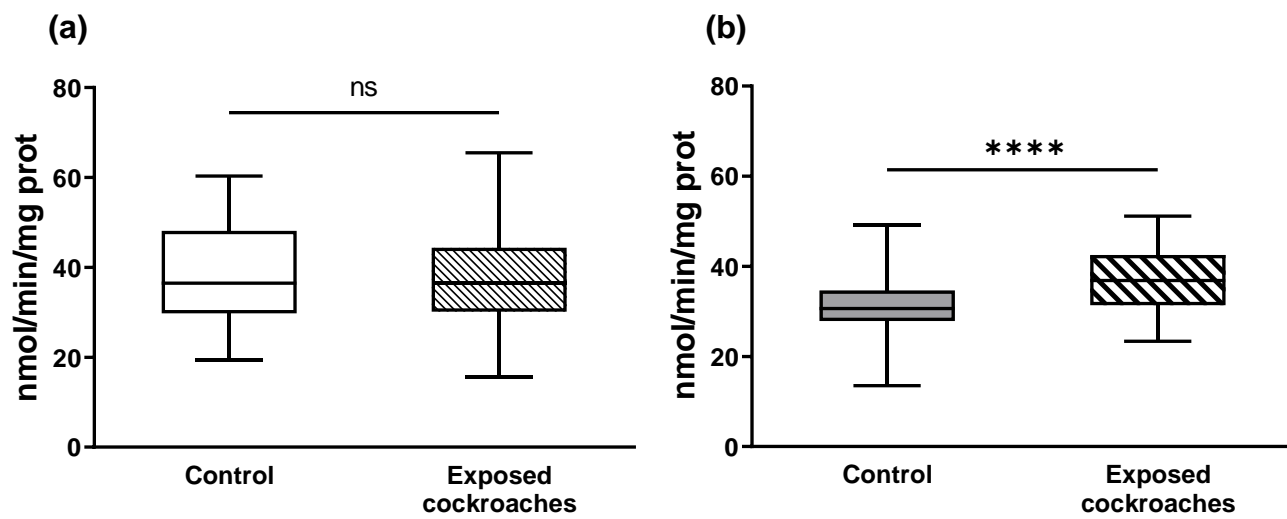 (a)
nmol/min/mg prot
80
60
40
20
0
ns
Control
Exposed
cockroaches
(b)
nmol/min/mg prot
80
60
40
20
0
****
Control
Exposed
cockroaches